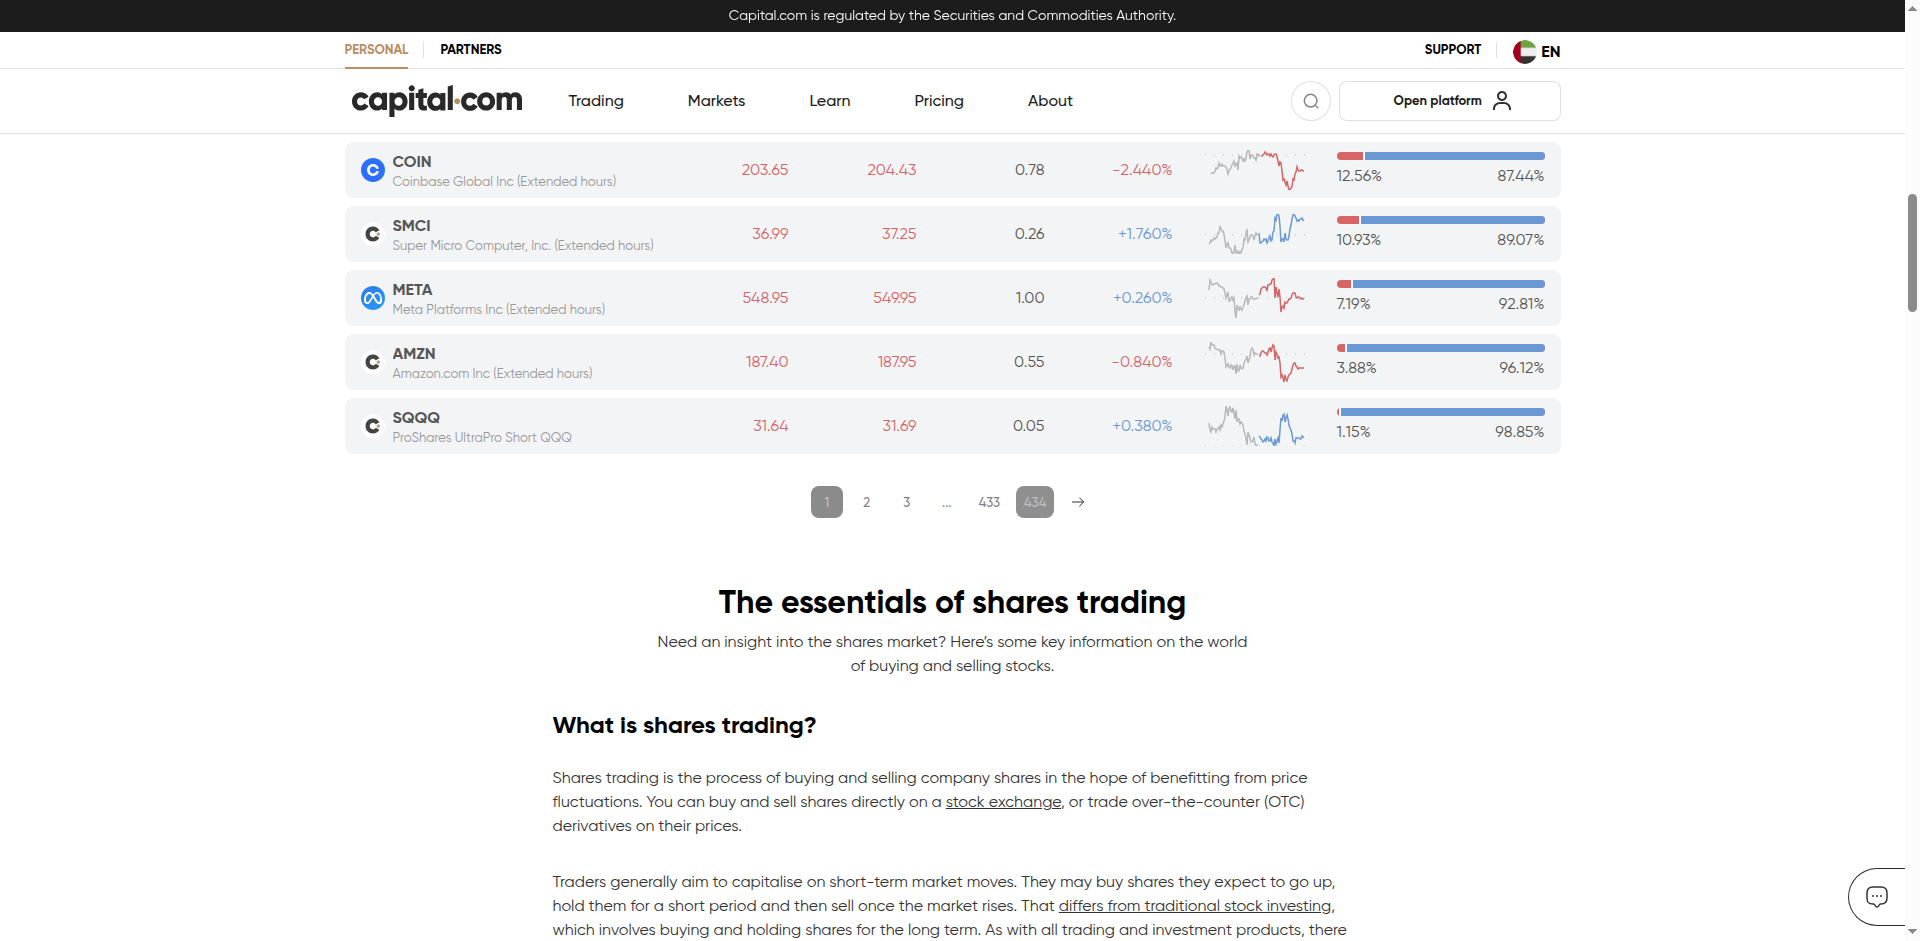 Capital.com is regulated by the Securities and Commodities Authority.
PERSONAL PARTNERS SUPPORT EN
capital.com Trading Markets Learn Pricing About Open platform
COIN
Coinbase Global Inc (Extended hours)
203.65 204.43 0.78 -2.440% 12.56% 87.44%
SMCI
Super Micro Computer, Inc. (Extended hours)
36.99 37.25 0.26 +1.760% 10.93% 89.07%
META
Meta Platforms Inc (Extended hours)
548.95 549.95 1.00 +0.260% 7.19% 92.81%
AMZN
Amazon.com Inc (Extended hours)
187.40 187.95 0.55 -0.840% 3.88% 96.12%
SQQQ
ProShares UltraPro Short QQQ
31.64 31.69 0.05 +0.380% 1.15% 98.85%
1 2 3 ... 433 434 →
The essentials of shares trading
Need an insight into the shares market? Here’s some key information on the world
of buying and selling stocks.
What is shares trading?
Shares trading is the process of buying and selling company shares in the hope of benefitting from price
fluctuations. You can buy and sell shares directly on a stock exchange, or trade over-the-counter (OTC)
derivatives on their prices.
Traders generally aim to capitalise on short-term market moves. They may buy shares they expect to go up,
hold them for a short period and then sell once the market rises. That differs from traditional stock investing,
which involves buying and holding shares for the long term. As with all trading and investment products, there